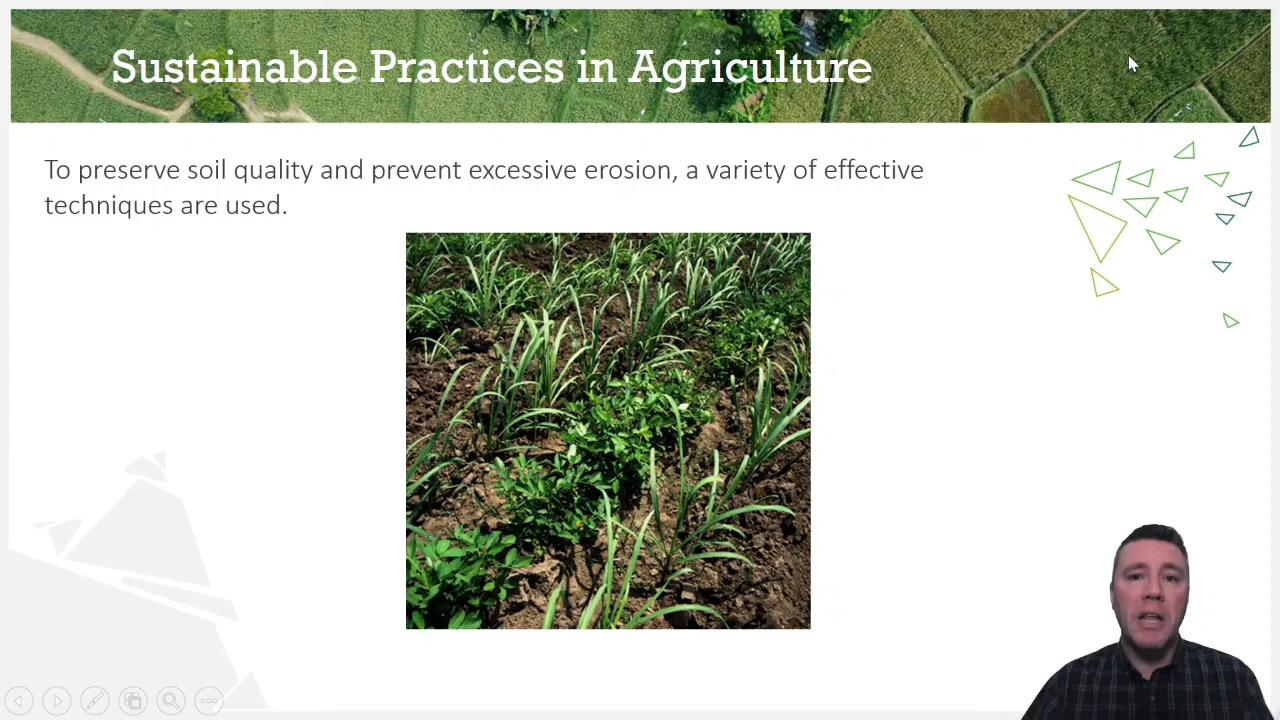 Sustainable Practices in Agriculture
To preserve soil quality and prevent excessive erosion, a variety of effective
techniques are used.